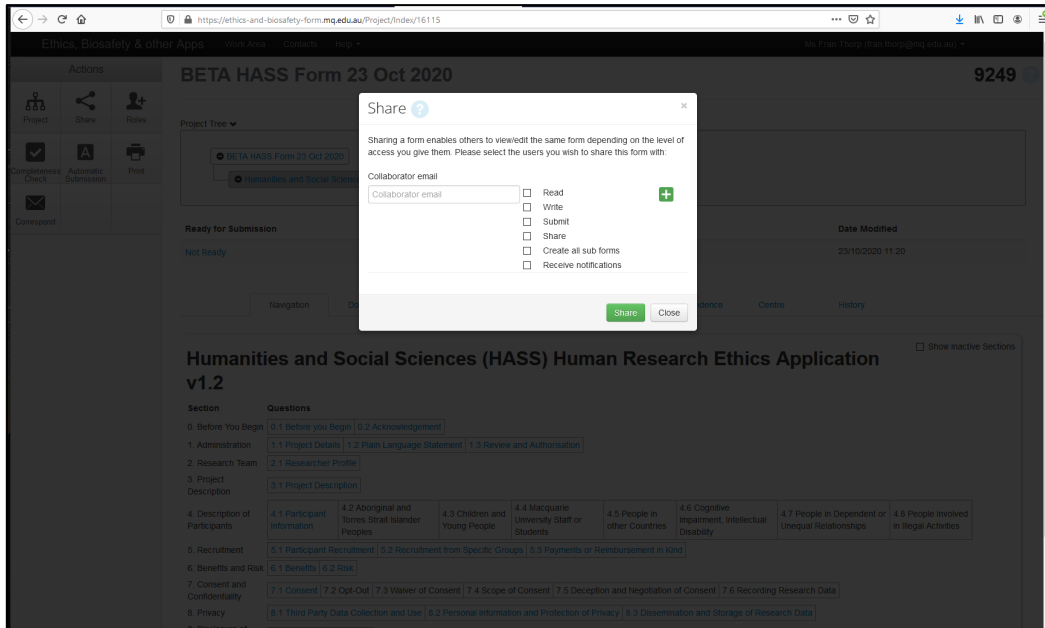 https://ethics-and-biosafety-form.mq.edu.au/Project/Index/16115
Ethics, Biosafety & other Apps Work Area Contacts Help Ms Fran Thorp (fran.thorp@mq.edu.au)
Actions
BETA HASS Form 23 Oct 2020 9249
Project Share Roles
Completeness Check Automatic Submission Print
Correspond
Project Tree
BETA HASS Form 23 Oct 2020
Humanities and Social Scienc
Share ? ×
Sharing a form enables others to view/edit the same form depending on the level of
access you give them. Please select the users you wish to share this form with:
Collaborator email
Collaborator email
Read
Write
Submit
Share
Create all sub forms
Receive notifications
Share Close
Ready for Submission Date Modified
Not Ready 23/10/2020 11:20
Navigation Do dence Centre History
Show Inactive Sections
Humanities and Social Sciences (HASS) Human Research Ethics Application
v1.2
Section Questions
0. Before You Begin 0.1 Before you Begin 0.2 Acknowledgement
1. Administration 1.1 Project Details 1.2 Plain Language Statement 1.3 Review and Authorisation
2. Research Team 2.1 Researcher Profile
3. Project Description 3.1 Project Description
4. Description of Participants 4.1 Participant Information 4.2 Aboriginal and Torres Strait Islander Peoples 4.3 Children and Young People 4.4 Macquarie University Staff or Students 4.5 People in other Countries 4.6 Cognitive Impairment, Intellectual Disability 4.7 People in Dependent or Unequal Relationships 4.8 People Involved in Illegal Activities
5. Recruitment 5.1 Participant Recruitment 5.2 Recruitment from Specific Groups 5.3 Payments or Reimbursement in Kind
6. Benefits and Risk 6.1 Benefits 6.2 Risk
7. Consent and Confidentiality 7.1 Consent 7.2 Opt-Out 7.3 Waiver of Consent 7.4 Scope of Consent 7.5 Deception and Negotiation of Consent 7.6 Recording Research Data
8. Privacy 8.1 Third Party Data Collection and Use 8.2 Personal information and Protection of Privacy 8.3 Dissemination and Storage of Research Data